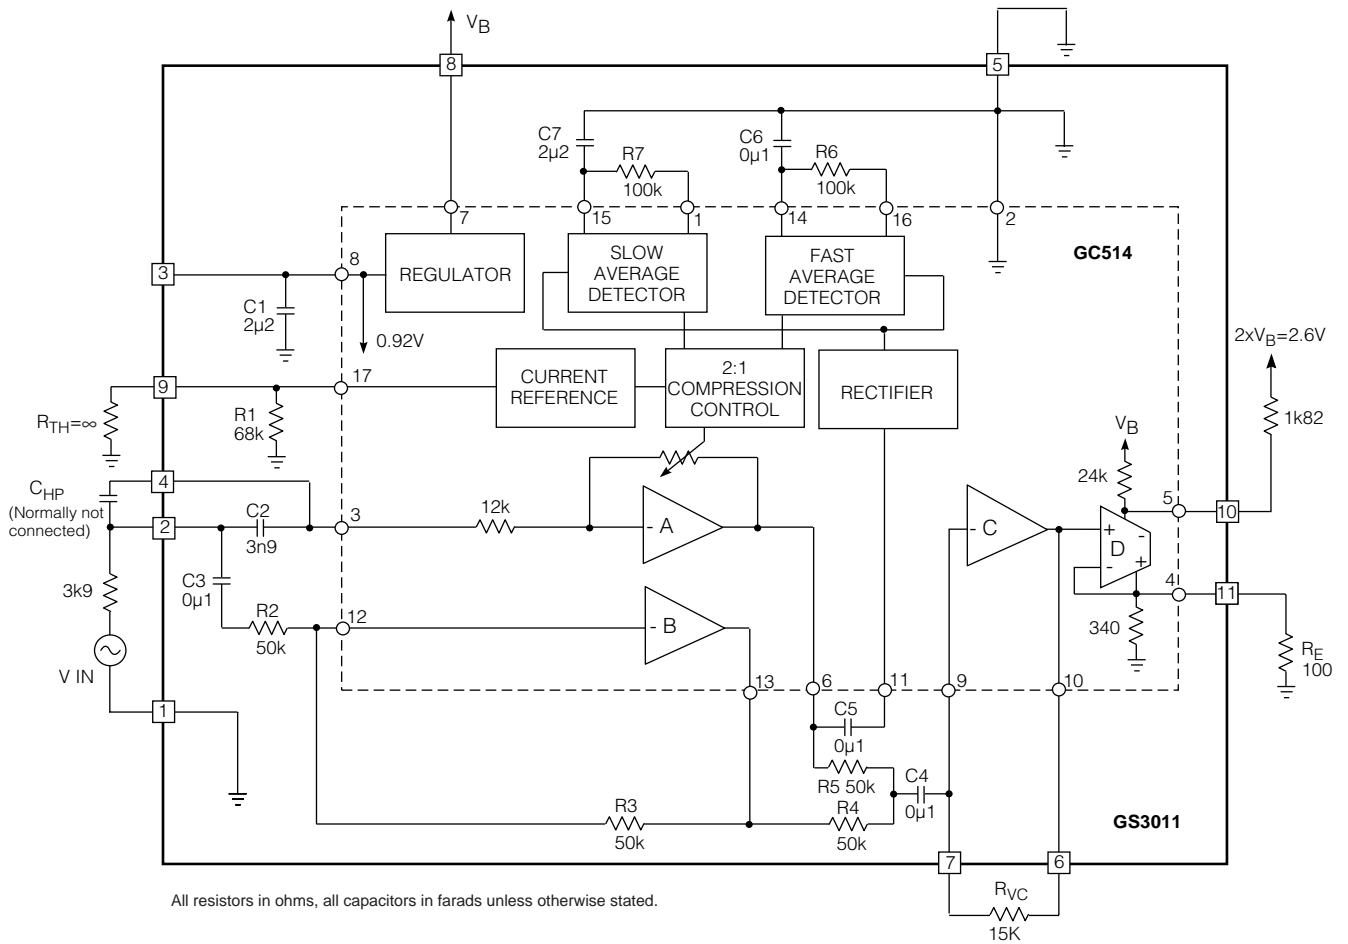 V_B
8
5
C7
2µ2
R7
100k
C6
0µ1
R6
100k
7
15
1
14
16
2
GC514
3
8
REGULATOR
SLOW
AVERAGE
DETECTOR
FAST
AVERAGE
DETECTOR
C1
2µ2
0.92V
2xV_B=2.6V
9
17
CURRENT
REFERENCE
2:1
COMPRESSION
CONTROL
RECTIFIER
R_TH=∞
R1
68k
1k82
V_B
24k
C_HP
(Normally not
connected)
4
2
C2
3n9
3
12k
- A
- C
+
-
D
-
+
5
10
3k9
C3
0µ1
R2
50k
12
- B
4
11
340
R_E
100
V IN
13
6
11
9
10
1
C5
0µ1
R5 50k
C4
0µ1
R3
50k
R4
50k
GS3011
7
6
All resistors in ohms, all capacitors in farads unless otherwise stated.
R_VC
15K